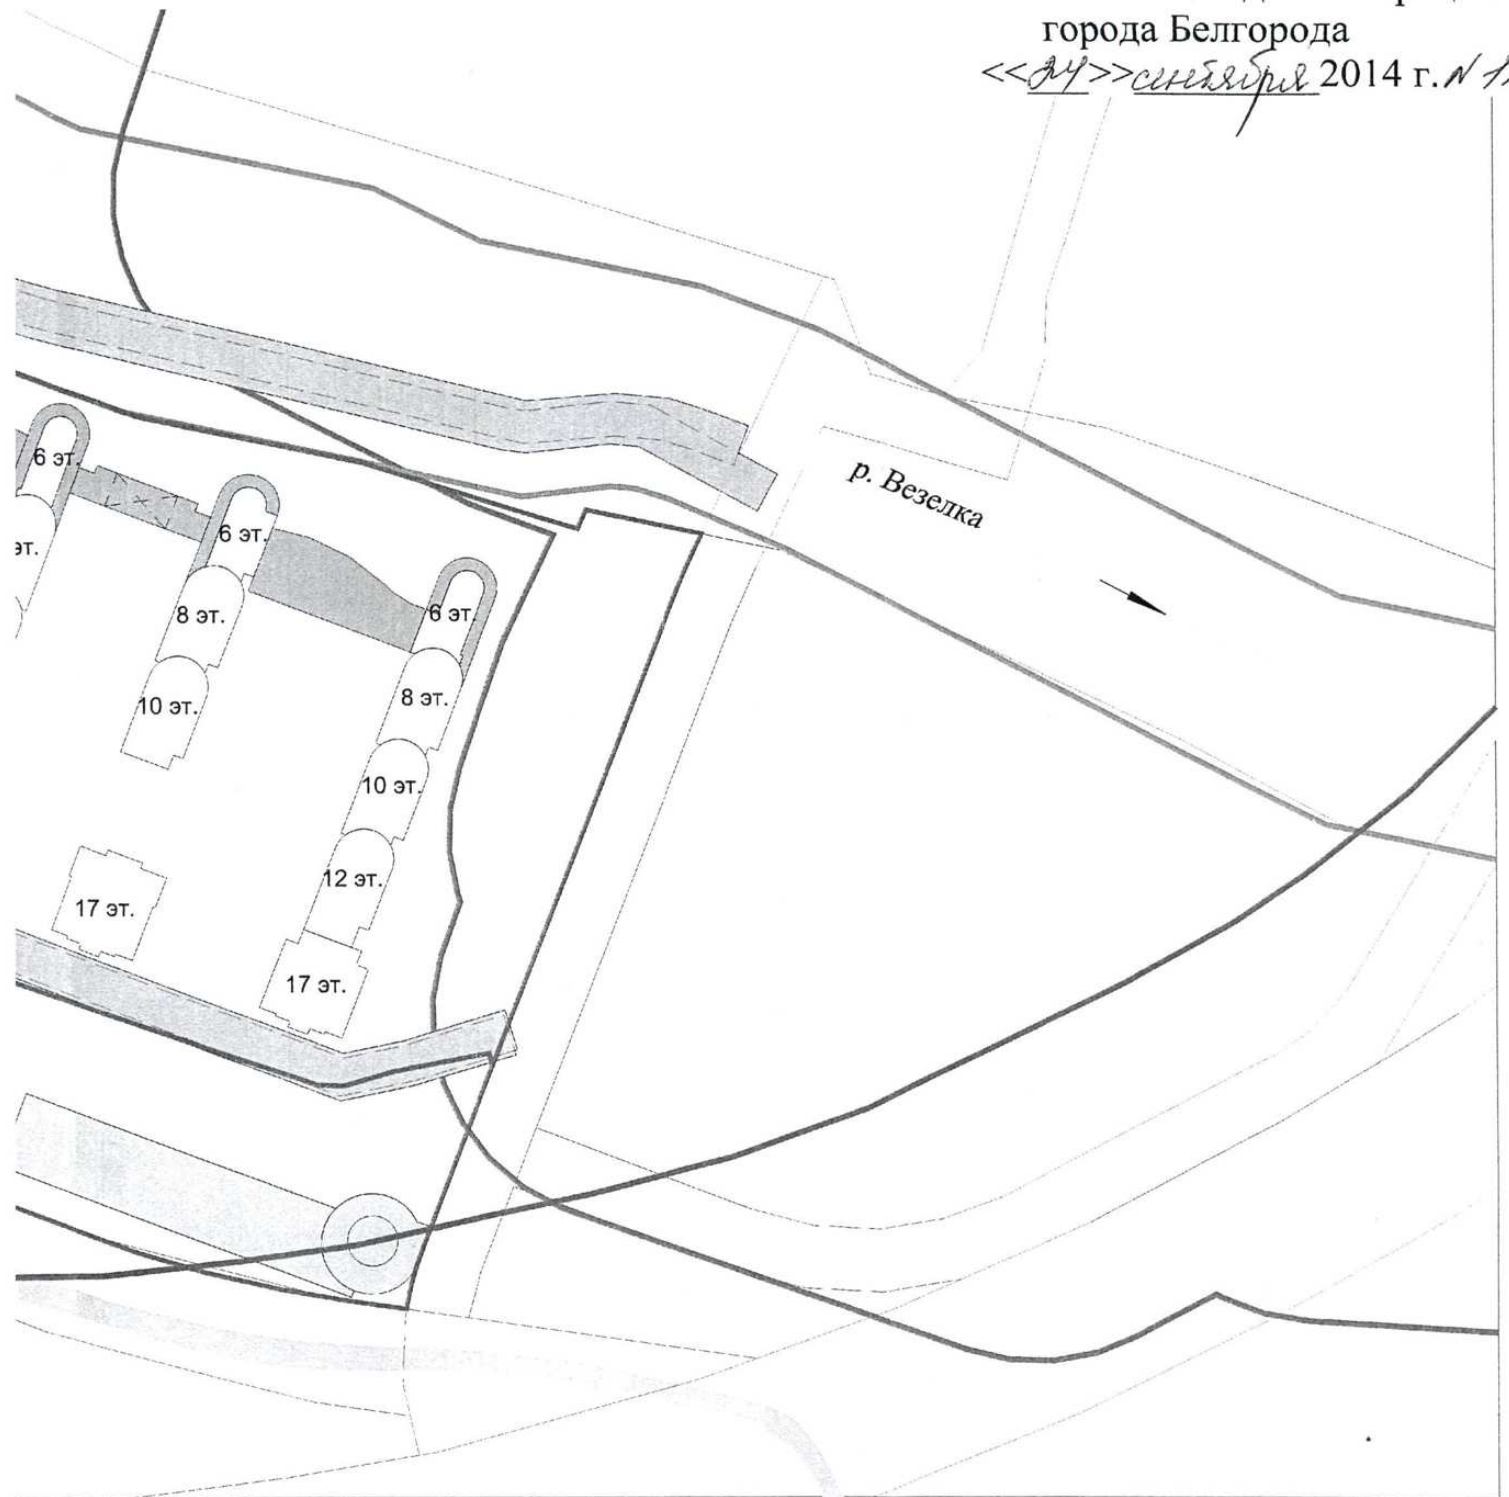 города Белгорода
<<24>> сентября 2014 г. N
6 эт.
эт.
6 эт.
8 эт.
10 эт.
6 эт.
8 эт.
10 эт.
12 эт.
17 эт.
17 эт.
р. Везелка